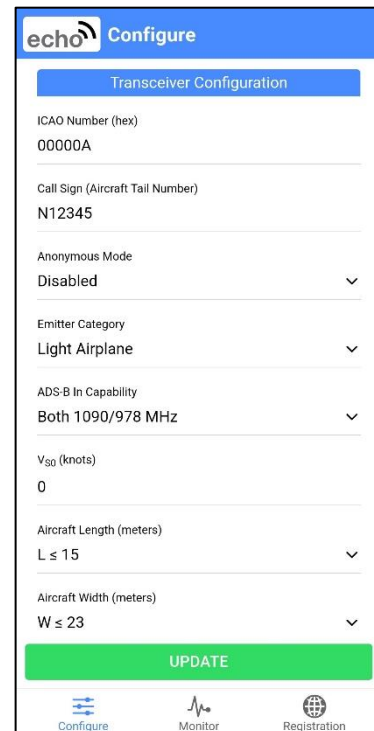 echo Configure
Transceiver Configuration
ICAO Number (hex)
00000A
Call Sign (Aircraft Tail Number)
N12345
Anonymous Mode
Disabled
Emitter Category
Light Airplane
ADS-B In Capability
Both 1090/978 MHz
VS0 (knots)
0
Aircraft Length (meters)
L ≤ 15
Aircraft Width (meters)
W ≤ 23
UPDATE
Configure Monitor Registration